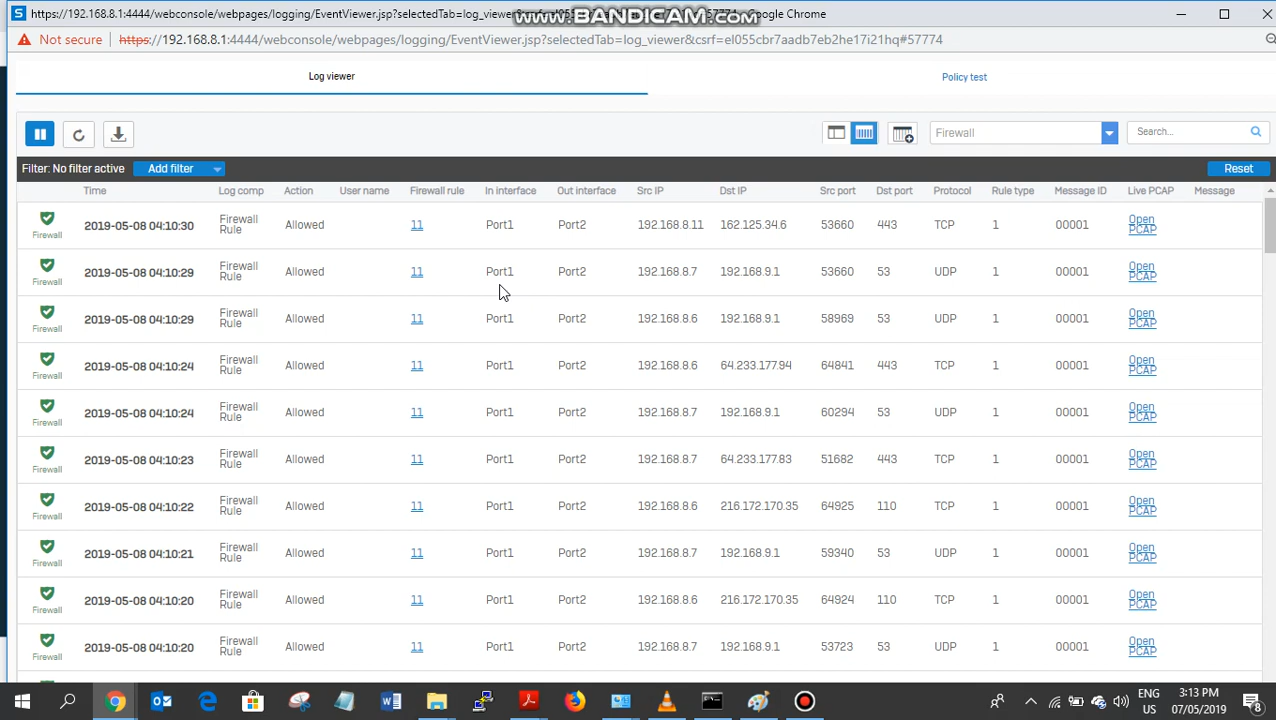 https://192.168.8.1:4444/webconsole/webpages/logging/EventViewer.jsp?selectedTab=log_viewe
www.BANDICAM.com
57774 - Google Chrome
Not secure | https://192.168.8.1:4444/webconsole/webpages/logging/EventViewer.jsp?selectedTab=log_viewer&csrf=el055cbr7aadb7eb2he17i21hq#57774
Log viewer Policy test
Firewall Search...
Filter: No filter active Add filter Reset
Time Log comp Action User name Firewall rule In interface Out interface Src IP Dst IP Src port Dst port Protocol Rule type Message ID Live PCAP Message
Firewall 2019-05-08 04:10:30 Firewall Rule Allowed 11 Port1 Port2 192.168.8.11 162.125.34.6 53660 443 TCP 1 00001 Open PCAP
Firewall 2019-05-08 04:10:29 Firewall Rule Allowed 11 Port1 Port2 192.168.8.7 192.168.9.1 53660 53 UDP 1 00001 Open PCAP
Firewall 2019-05-08 04:10:29 Firewall Rule Allowed 11 Port1 Port2 192.168.8.6 192.168.9.1 58969 53 UDP 1 00001 Open PCAP
Firewall 2019-05-08 04:10:24 Firewall Rule Allowed 11 Port1 Port2 192.168.8.6 64.233.177.94 64841 443 TCP 1 00001 Open PCAP
Firewall 2019-05-08 04:10:24 Firewall Rule Allowed 11 Port1 Port2 192.168.8.7 192.168.9.1 60294 53 UDP 1 00001 Open PCAP
Firewall 2019-05-08 04:10:23 Firewall Rule Allowed 11 Port1 Port2 192.168.8.7 64.233.177.83 51682 443 TCP 1 00001 Open PCAP
Firewall 2019-05-08 04:10:22 Firewall Rule Allowed 11 Port1 Port2 192.168.8.6 216.172.170.35 64925 110 TCP 1 00001 Open PCAP
Firewall 2019-05-08 04:10:21 Firewall Rule Allowed 11 Port1 Port2 192.168.8.7 192.168.9.1 59340 53 UDP 1 00001 Open PCAP
Firewall 2019-05-08 04:10:20 Firewall Rule Allowed 11 Port1 Port2 192.168.8.6 216.172.170.35 64924 110 TCP 1 00001 Open PCAP
Firewall 2019-05-08 04:10:20 Firewall Rule Allowed 11 Port1 Port2 192.168.8.7 192.168.9.1 53723 53 UDP 1 00001 Open PCAP
ENG 3:13 PM
US 07/05/2019 8